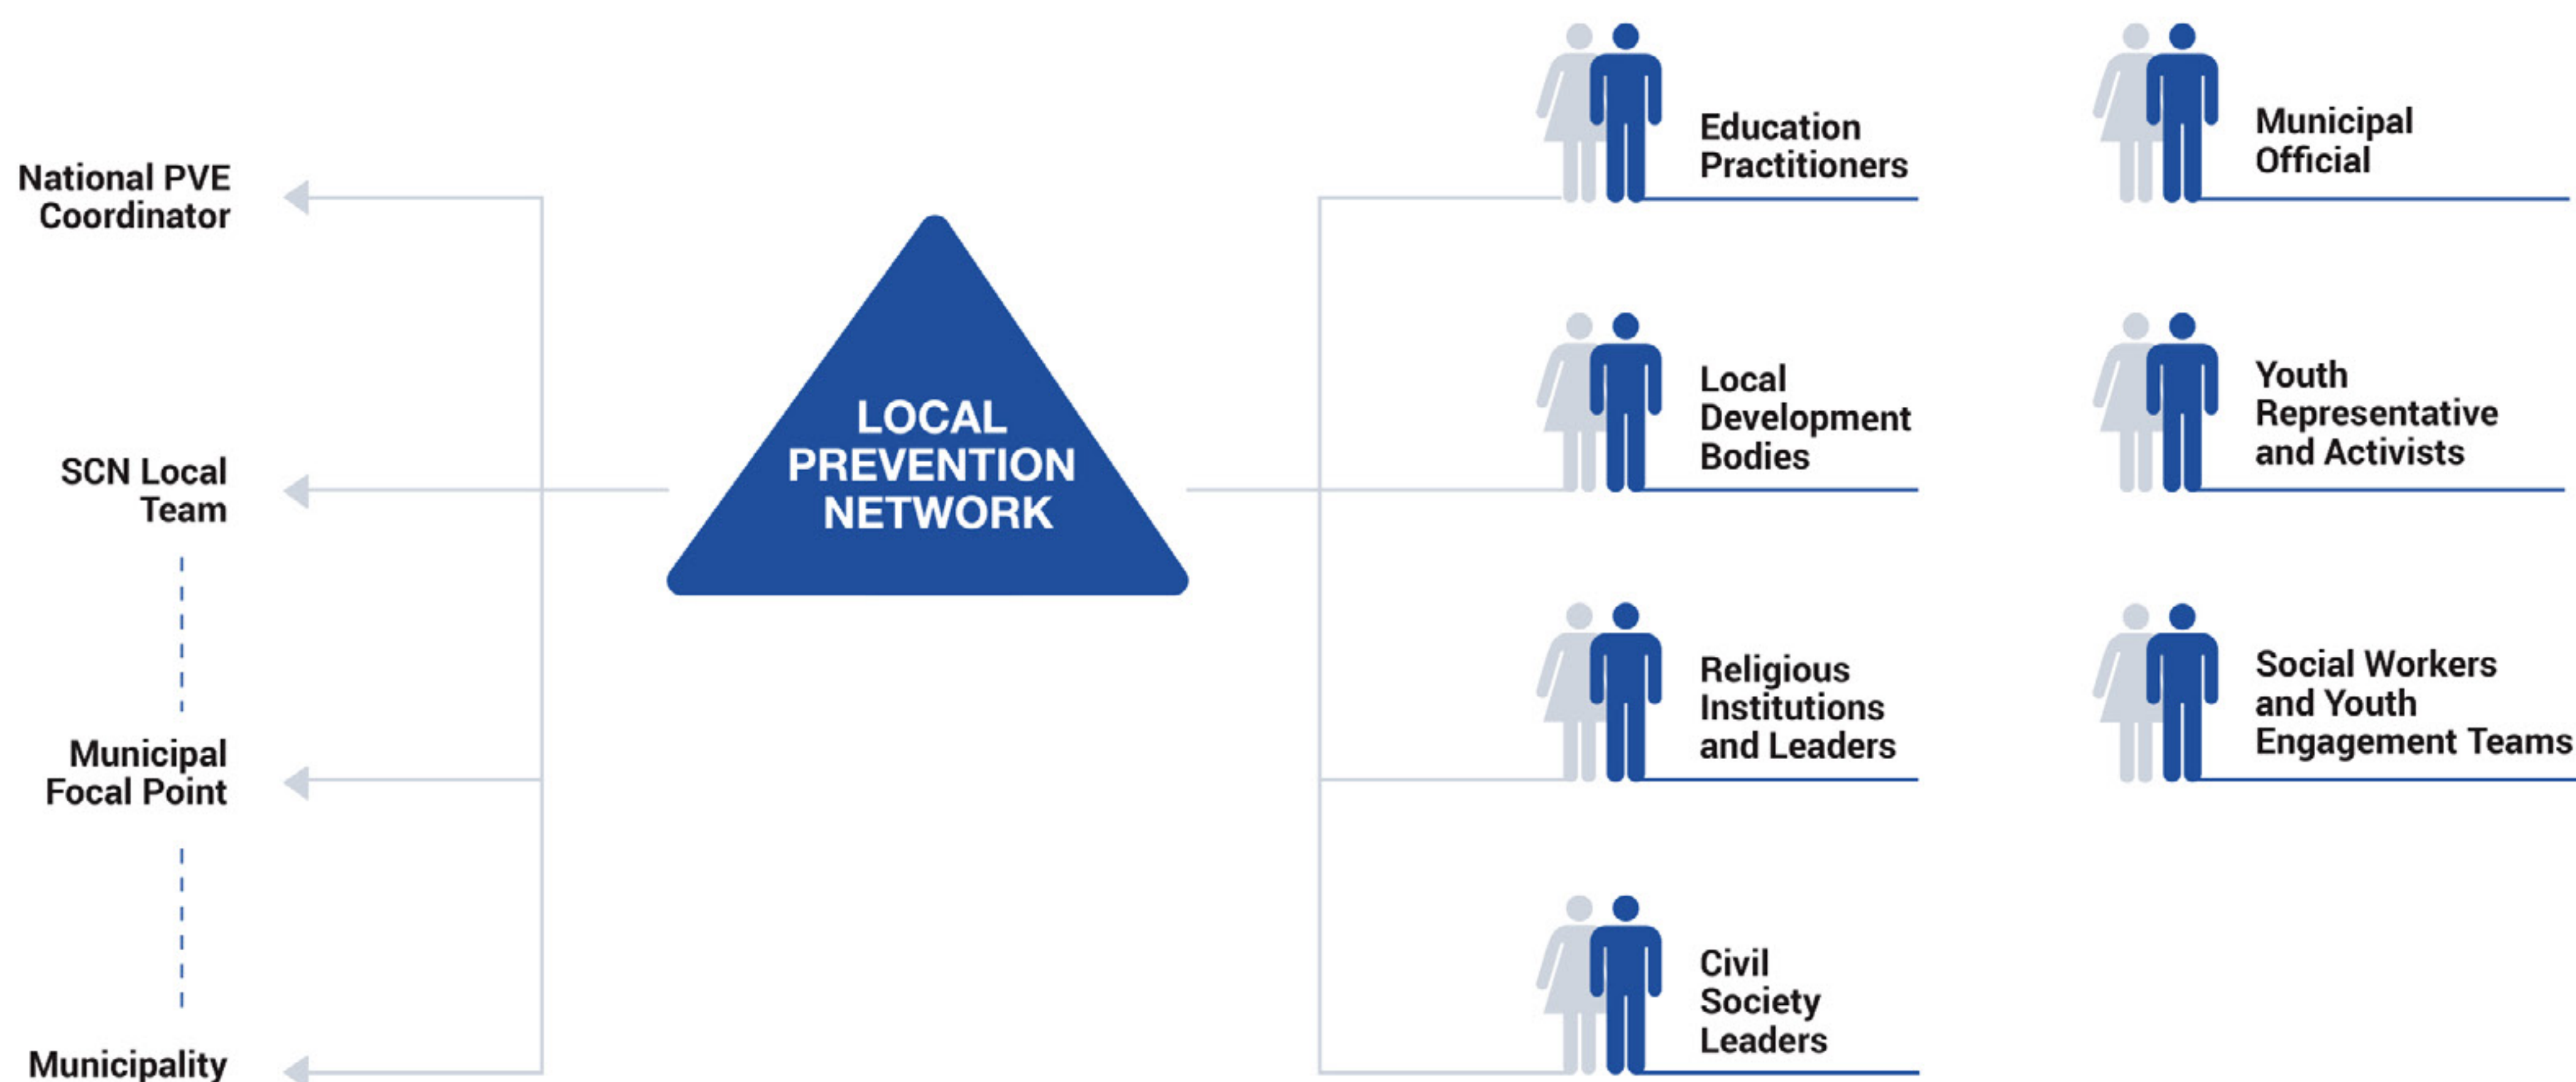 National PVE
Coordinator
SCN Local
Team
Municipal
Focal Point
Municipality
LOCAL
PREVENTION
NETWORK
Education
Practitioners
Local
Development
Bodies
Religious
Institutions
and Leaders
Civil
Society
Leaders
Municipal
Official
Youth
Representative
and Activists
Social Workers
and Youth
Engagement Teams